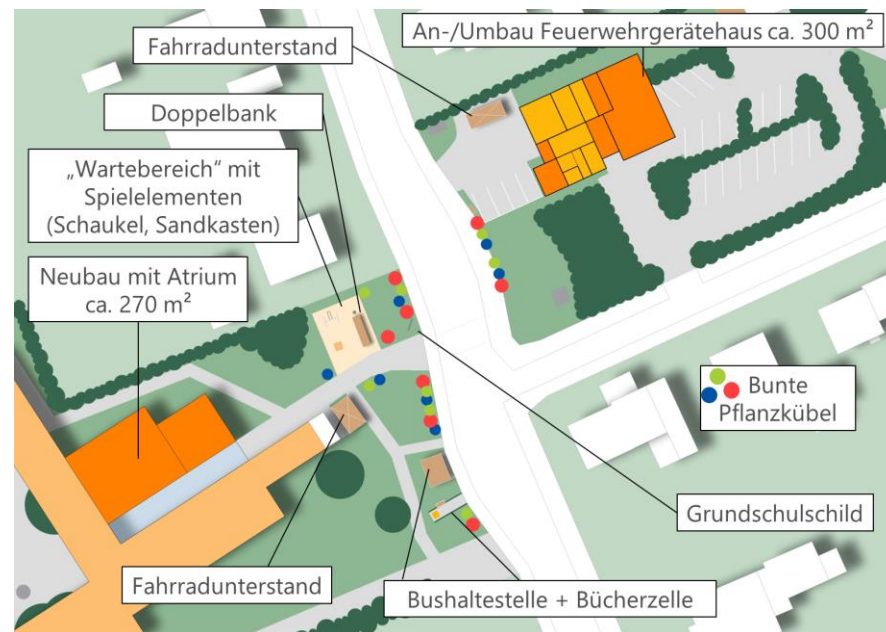 Fahrradunterstand
An-/Umbau Feuerwehrgerätehaus ca. 300 m²
Doppelbank
„Wartebereich“ mit
Spielelementen
(Schaukel, Sandkasten)
Neubau mit Atrium
ca. 270 m²
Bunte
Pflanzkübel
Grundschulschild
Fahrradunterstand
Bushaltestelle + Bücherzelle